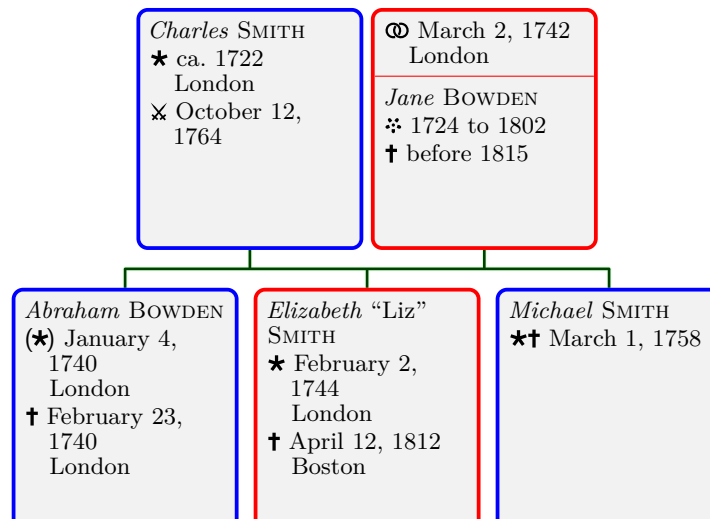 Charles SMITH
★ ca. 1722
London
⚔ October 12,
1764
⚭ March 2, 1742
London
Jane BOWDEN
⁘ 1724 to 1802
† before 1815
Abraham BOWDEN
(★) January 4,
1740
London
† February 23,
1740
London
Elizabeth “Liz”
SMITH
★ February 2,
1744
London
† April 12, 1812
Boston
Michael SMITH
★† March 1, 1758